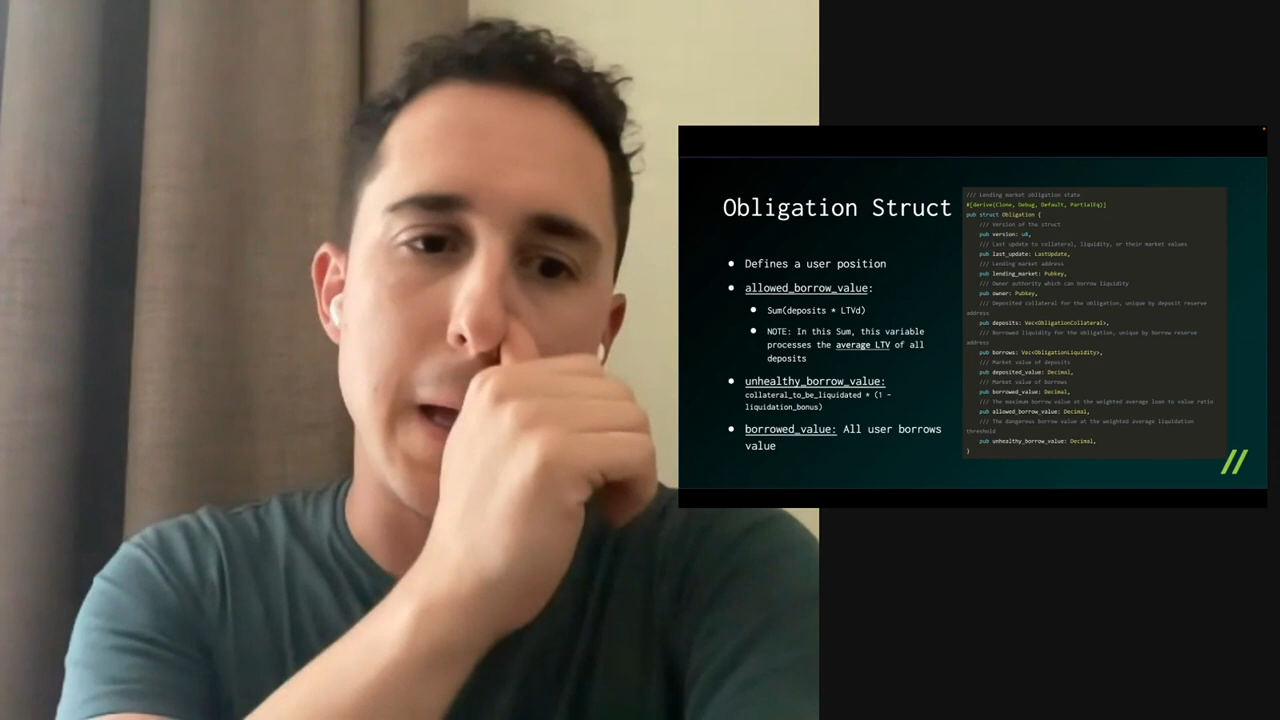 Obligation Struct
● Defines a user position
● allowed_borrow_value:
● Sum(deposits * LTVd)
● NOTE: In this Sum, this variable
processes the average LTV of all
deposits
● unhealthy_borrow_value:
collateral_to_be_liquidated * (1 -
liquidation_bonus)
● borrowed_value: All user borrows
value
/// Lending market obligation state
#[derive(Clone, Debug, Default, PartialEq)]
pub struct Obligation {
/// Version of the struct
pub version: u8,
/// Last update to collateral, liquidity, or their market values
pub last_update: LastUpdate,
/// Lending market address
pub lending_market: Pubkey,
/// Owner authority which can borrow liquidity
pub owner: Pubkey,
/// Deposited collateral for the obligation, unique by deposit reserve
address
pub deposits: Vec<ObligationCollateral>,
/// Borrowed liquidity for the obligation, unique by borrow reserve
address
pub borrows: Vec<ObligationLiquidity>,
/// Market value of deposits
pub deposited_value: Decimal,
/// Market value of borrows
pub borrowed_value: Decimal,
/// The maximum borrow value at the weighted average loan to value ratio
pub allowed_borrow_value: Decimal,
/// The dangerous borrow value at the weighted average liquidation
threshold
pub unhealthy_borrow_value: Decimal,
}